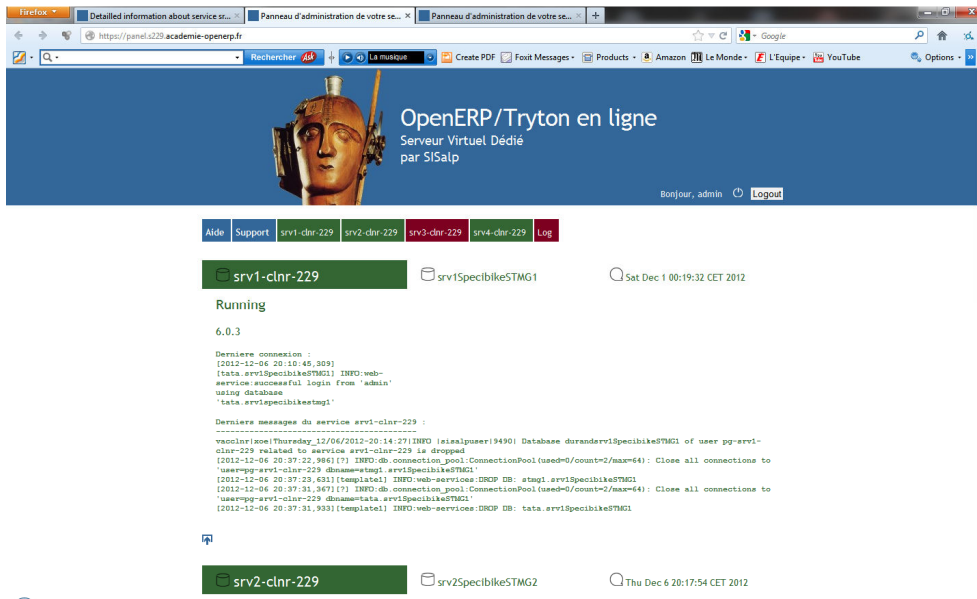 Firefox
Detailled information about service sr...
Panneau d'administration de votre se...
Panneau d'administration de votre se...
https://panel.s229.academie-openerp.fr
Google
Rechercher
Ask
La musique
Create PDF
Foxit Messages
Products
Amazon
Le Monde
L'Equipe
YouTube
Options
OpenERP/Tryton en ligne
Serveur Virtuel Dédié
par SISalp
Bonjour, admin
Logout
Aide
Support
srv1-clnr-229
srv2-clnr-229
srv3-clnr-229
srv4-clnr-229
Log
srv1-clnr-229
srv1SpecibikeSTMG1
Sat Dec 1 00:19:32 CET 2012
Running
6.0.3
Derniere connexion :
[2012-12-06 20:10:45,309]
[tata.srv1SpecibikeSTMG1] INFO:web-
service:successful login from 'admin'
using database
'tata.srv1specibikestmg1'
Derniers messages du service srv1-clnr-229 :
--------------------------------------------
vacclnr|xoe|Thursday_12/06/2012-20:14:27|INFO |sisalpuser|9490| Database durandsrv1SpecibikeSTMG1 of user pg-srv1-
clnr-229 related to service srv1-clnr-229 is dropped
[2012-12-06 20:37:22,986][?] INFO:db.connection_pool:ConnectionPool(used=0/count=2/max=64): Close all connections to
'user=pg-srv1-clnr-229 dbname=stmg1.srv1SpecibikeSTMG1'
[2012-12-06 20:37:23,631][template1] INFO:web-services:DROP DB: stmg1.srv1SpecibikeSTMG1
[2012-12-06 20:37:31,367][?] INFO:db.connection_pool:ConnectionPool(used=0/count=2/max=64): Close all connections to
'user=pg-srv1-clnr-229 dbname=tata.srv1SpecibikeSTMG1'
[2012-12-06 20:37:31,933][template1] INFO:web-services:DROP DB: tata.srv1SpecibikeSTMG1
srv2-clnr-229
srv2SpecibikeSTMG2
Thu Dec 6 20:17:54 CET 2012